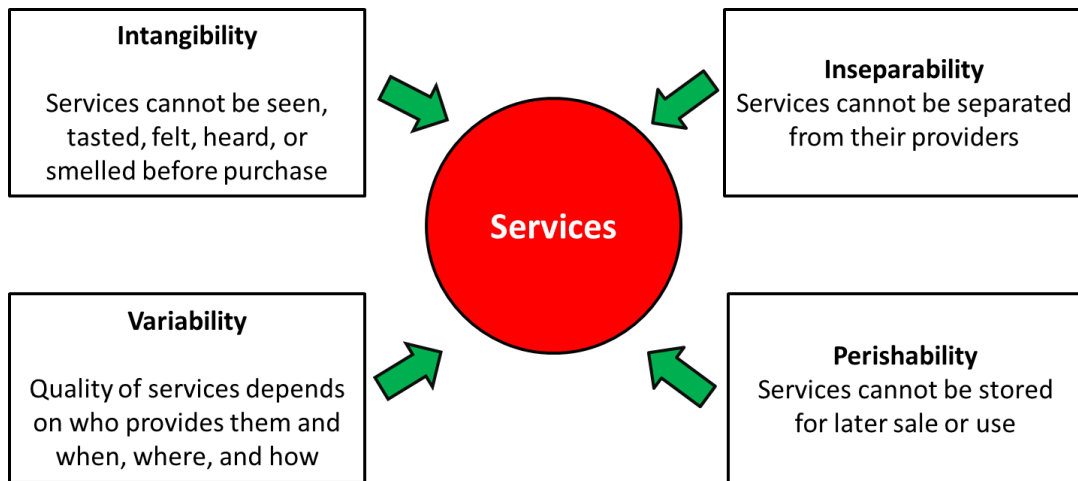 Intangibility
Services cannot be seen,
tasted, felt, heard, or
smelled before purchase
Inseparability
Services cannot be separated
from their providers
Services
Variability
Quality of services depends
on who provides them and
when, where, and how
Perishability
Services cannot be stored
for later sale or use